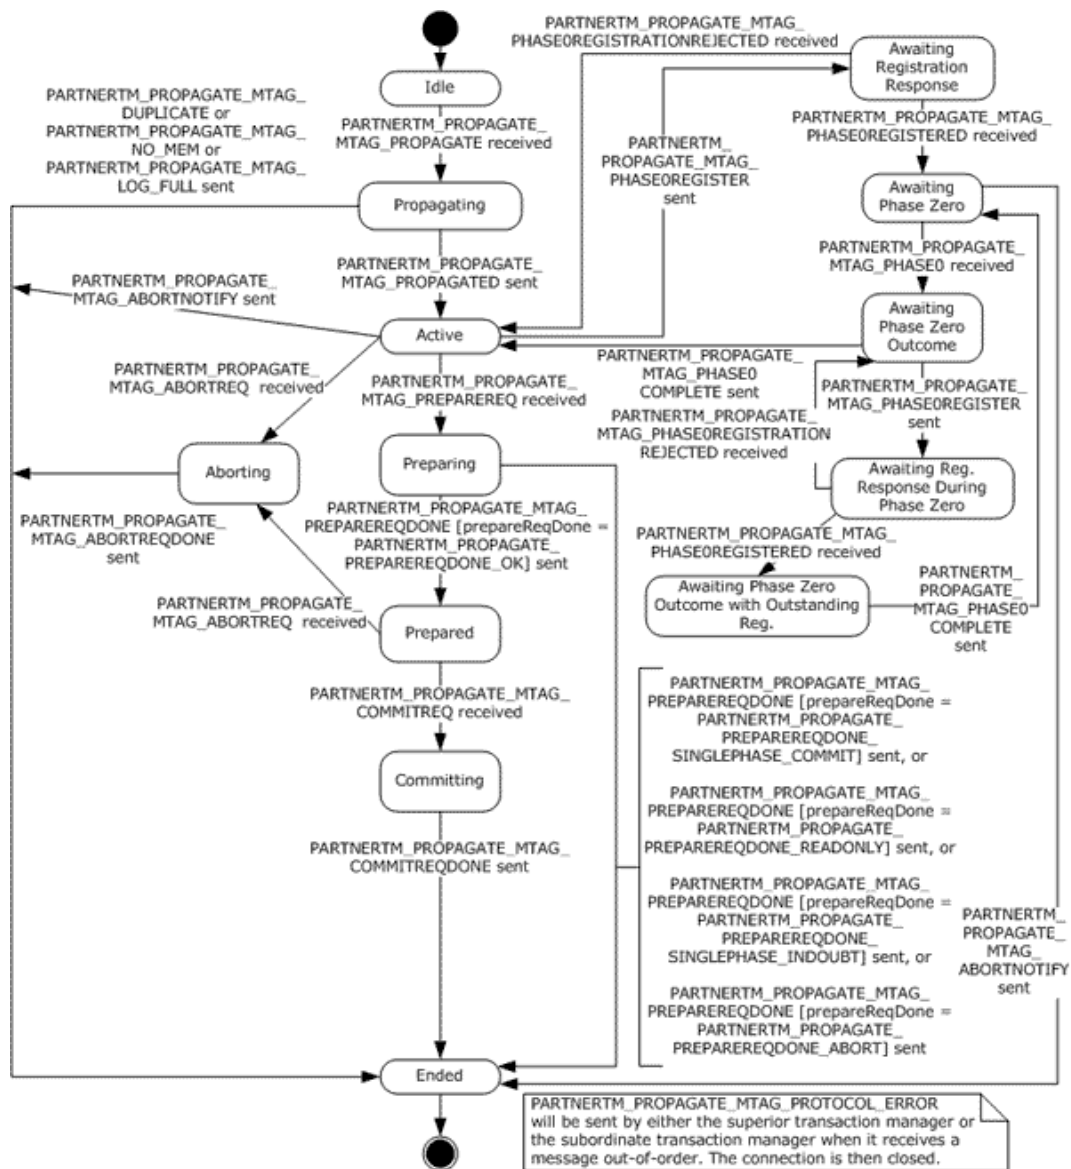 PARTNERTM_PROPAGATE_MTAG_
PHASE0REGISTRATIONREJECTED received
Awaiting
Registration
Response
Idle
PARTNERTM_PROPAGATE_MTAG_
DUPLICATE or
PARTNERTM_PROPAGATE_MTAG_
NO_MEM or
PARTNERTM_PROPAGATE_MTAG_
LOG_FULL sent
PARTNERTM_PROPAGATE_
MTAG_PROPAGATE received
PARTNERTM_
PROPAGATE_MTAG_
PHASE0REGISTER
sent
PARTNERTM_PROPAGATE_MTAG_
PHASE0REGISTERED received
Propagating
Awaiting
Phase Zero
PARTNERTM_PROPAGATE_
MTAG_PROPAGATED sent
PARTNERTM_PROPAGATE_
MTAG_PHASE0 received
PARTNERTM_PROPAGATE_
MTAG_ABORTNOTIFY sent
Active
Awaiting
Phase Zero
Outcome
PARTNERTM_PROPAGATE_
MTAG_ABORTREQ received
PARTNERTM_PROPAGATE_
MTAG_PREPAREREQ received
PARTNERTM_PROPAGATE_
MTAG_PHASE0
COMPLETE sent
PARTNERTM_PROPAGATE_
MTAG_PHASE0REGISTER
sent
PARTNERTM_PROPAGATE_
MTAG_PHASE0REGISTRATION
REJECTED received
Aborting
Preparing
Awaiting Reg.
Response During
Phase Zero
PARTNERTM_PROPAGATE_
MTAG_ABORTREQDONE
sent
PARTNERTM_PROPAGATE_MTAG_
PREPAREREQDONE [prepareReqDone =
PARTNERTM_PROPAGATE_
PREPAREREQDONE_OK] sent
PARTNERTM_PROPAGATE_MTAG_
PHASE0REGISTERED received
Awaiting Phase Zero
Outcome with Outstanding
Reg.
PARTNERTM_
PROPAGATE_
MTAG_PHASE0
COMPLETE
sent
PARTNERTM_PROPAGATE_
MTAG_ABORTREQ received
Prepared
PARTNERTM_PROPAGATE_MTAG_
COMMITREQ received
PARTNERTM_PROPAGATE_MTAG_
PREPAREREQDONE [prepareReqDone =
PARTNERTM_PROPAGATE_
PREPAREREQDONE_
SINGLEPHASE_COMMIT] sent, or
Committing
PARTNERTM_PROPAGATE_MTAG_
PREPAREREQDONE [prepareReqDone =
PARTNERTM_PROPAGATE_
PREPAREREQDONE_READONLY] sent, or
PARTNERTM_PROPAGATE_MTAG_
COMMITREQDONE sent
PARTNERTM_PROPAGATE_MTAG_
PREPAREREQDONE [prepareReqDone =
PARTNERTM_PROPAGATE_
PREPAREREQDONE_
SINGLEPHASE_INDOUBT] sent, or
PARTNERTM_
PROPAGATE_
MTAG_
ABORTNOTIFY
sent
PARTNERTM_PROPAGATE_MTAG_
PREPAREREQDONE [prepareReqDone =
PARTNERTM_PROPAGATE_
PREPAREREQDONE_ABORT] sent
Ended
PARTNERTM_PROPAGATE_MTAG_PROTOCOL_ERROR
will be sent by either the superior transaction manager or
the subordinate transaction manager when it receives a
message out-of-order. The connection is then closed.